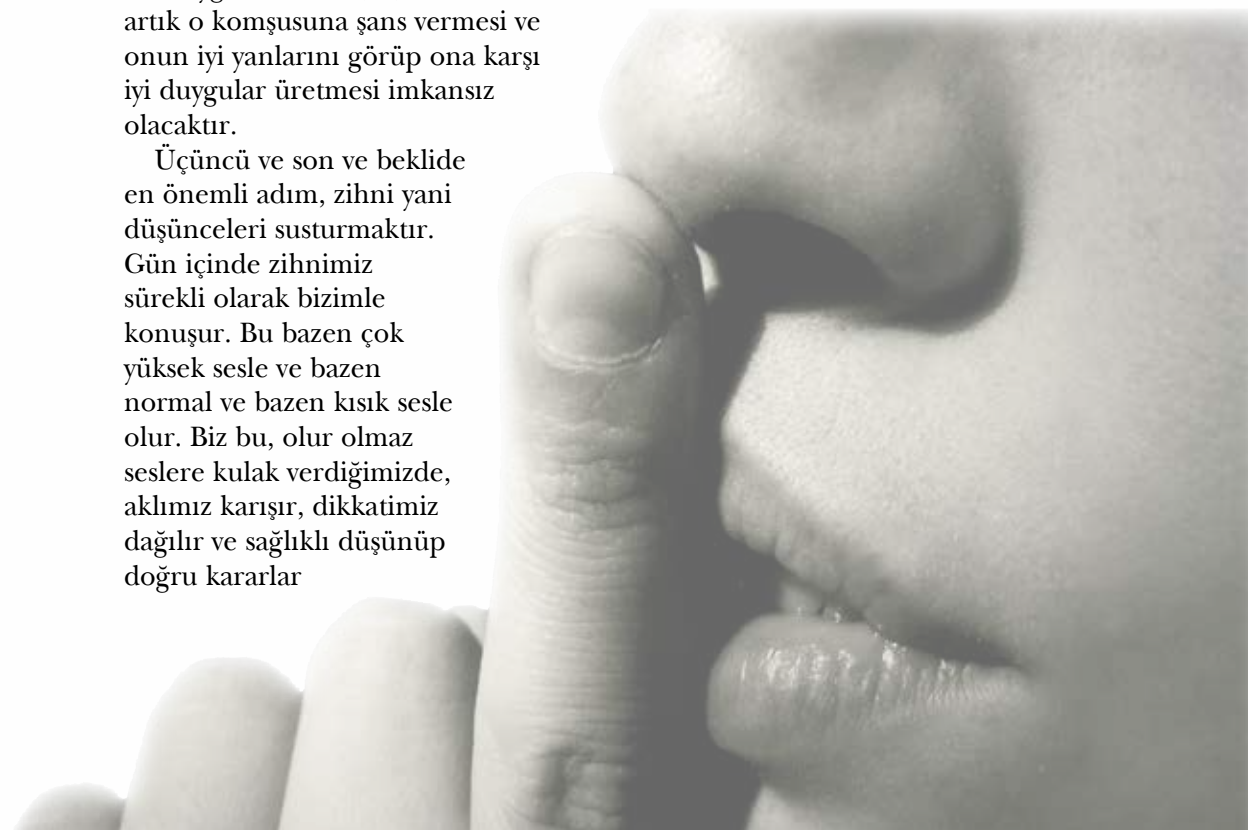 artık o komşusuna şans vermesi ve
onun iyi yanlarını görüp ona karşı
iyi duygular üretmesi imkansız
olacaktır.
Üçüncü ve son ve beklide
en önemli adım, zihni yani
düşünceleri susturmaktır.
Gün içinde zihnimiz
sürekli olarak bizimle
konuşur. Bu bazen çok
yüksek sesle ve bazen
normal ve bazen kısık sesle
olur. Biz bu, olur olmaz
seslere kulak verdiğimizde,
aklımız karışır, dikkatimiz
dağılır ve sağlıklı düşünüp
doğru kararlar